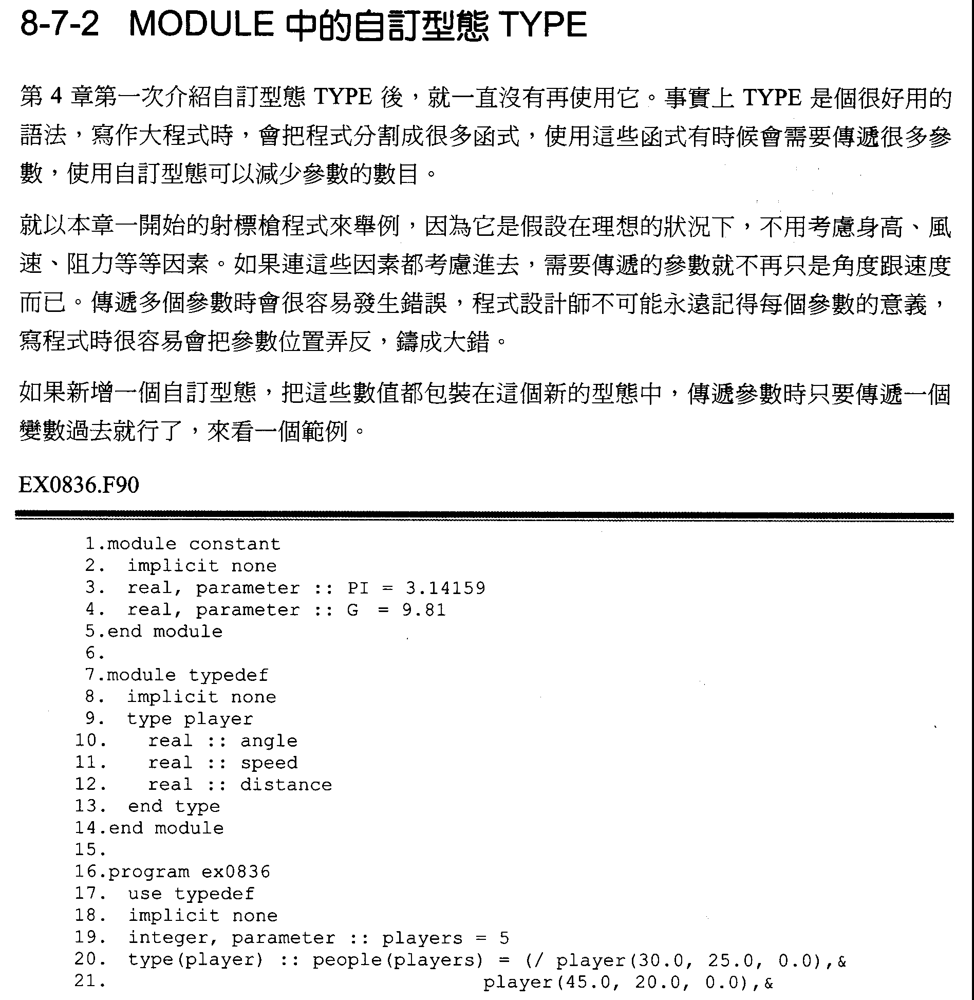 8-7-2 MODULE 中的自訂型態 TYPE
第 4 章第一次介紹自訂型態 TYPE 後，就一直沒有再使用它。事實上 TYPE 是個很好用的
語法，寫作大程式時，會把程式分割成很多函式，使用這些函式有時候會需要傳遞很多參
數，使用自訂型態可以減少參數的數目。
就以本章一開始的射標槍程式來舉例，因為它是假設在理想的狀況下，不用考慮身高、風
速、阻力等等因素。如果連這些因素都考慮進去，需要傳遞的參數就不再只是角度跟速度
而已。傳遞多個參數時會很容易發生錯誤，程式設計師不可能永遠記得每個參數的意義，
寫程式時很容易會把參數位置弄反，鑄成大錯。
如果新增一個自訂型態，把這些數值都包裝在這個新的型態中，傳遞參數時只要傳遞一個
變數過去就行了，來看一個範例。
EX0836.F90
1.module constant
2.  implicit none
3.  real, parameter :: PI = 3.14159
4.  real, parameter :: G  = 9.81
5.end module
6.
7.module typedef
8.  implicit none
9.  type player
10.    real :: angle
11.    real :: speed
12.    real :: distance
13.  end type
14.end module
15.
16.program ex0836
17.  use typedef
18.  implicit none
19.  integer, parameter :: players = 5
20.  type(player) :: people(players) = (/ player(30.0, 25.0, 0.0),&
21.                                      player(45.0, 20.0, 0.0),&